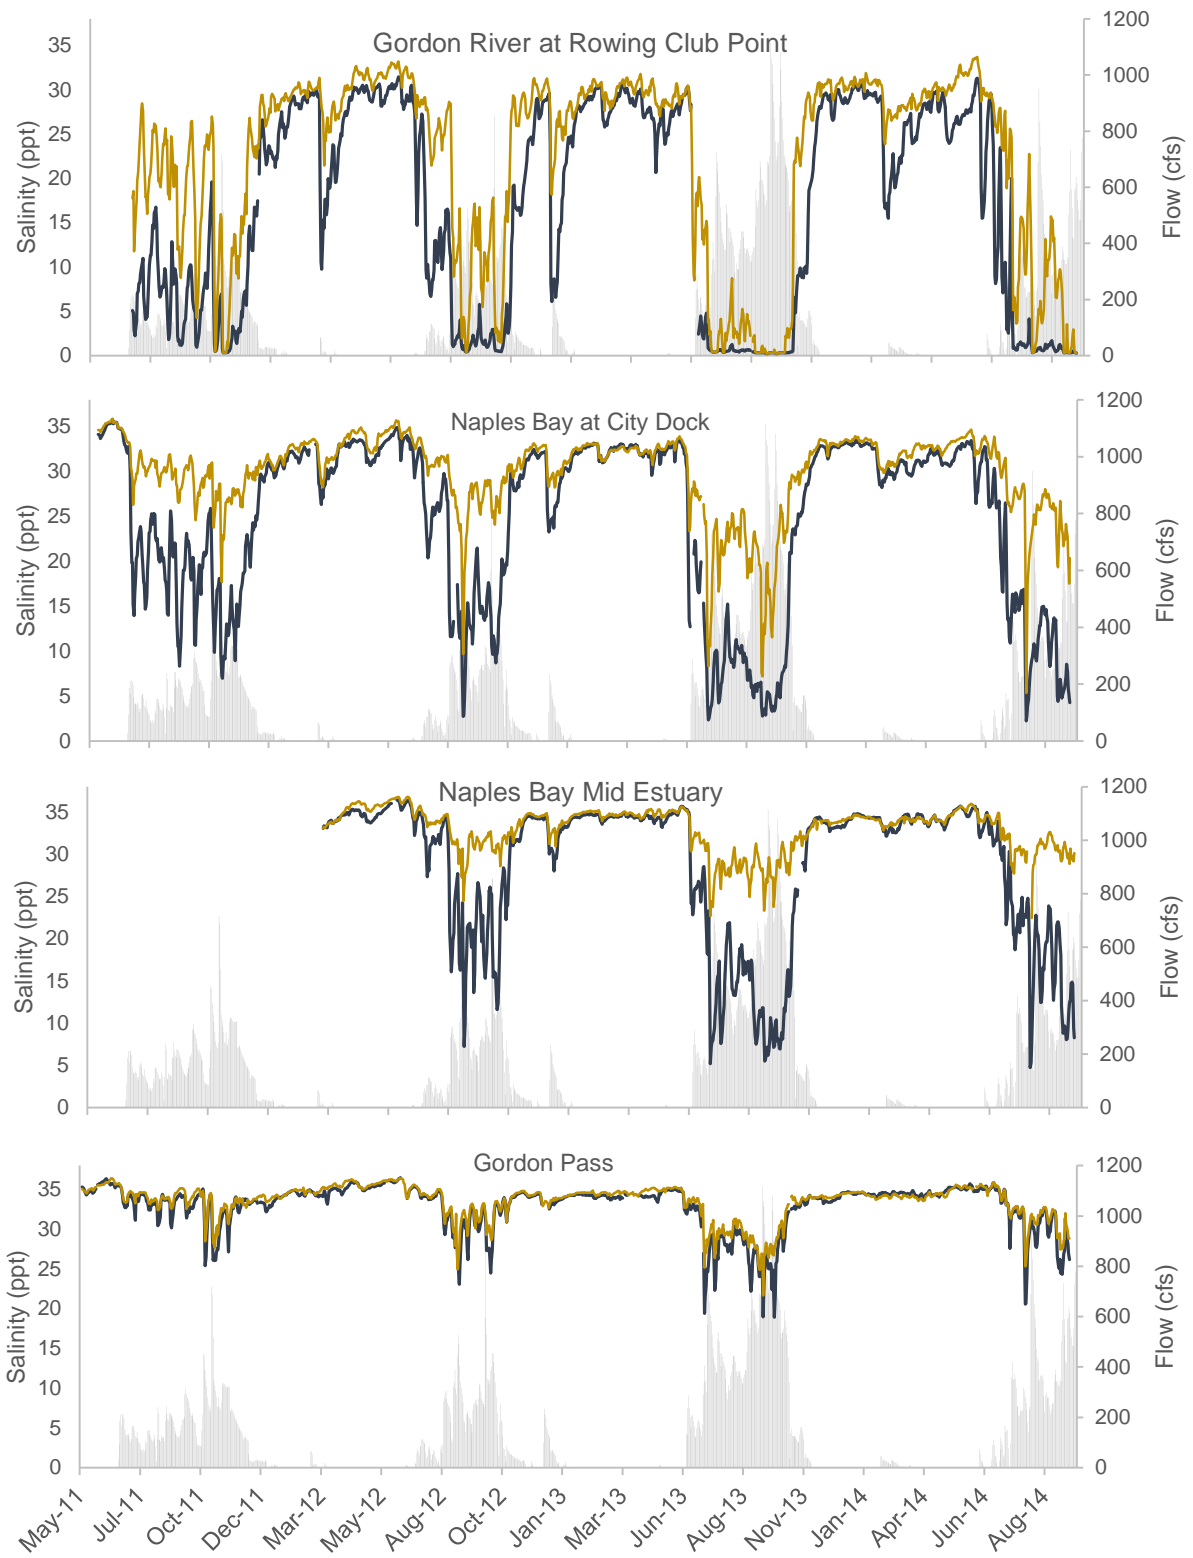 Gordon River at Rowing Club Point
Salinity (ppt)
35
30
25
20
15
10
5
0
1200
1000
800
600
400
200
0
Flow (cfs)
Naples Bay at City Dock
Salinity (ppt)
35
30
25
20
15
10
5
0
1200
1000
800
600
400
200
0
Flow (cfs)
Naples Bay Mid Estuary
Salinity (ppt)
35
30
25
20
15
10
5
0
1200
1000
800
600
400
200
0
Flow (cfs)
Gordon Pass
Salinity (ppt)
35
30
25
20
15
10
5
0
1200
1000
800
600
400
200
0
Flow (cfs)
May-11
Jul-11
Oct-11
Dec-11
Mar-12
May-12
Aug-12
Oct-12
Jan-13
Mar-13
Jun-13
Aug-13
Nov-13
Jan-14
Apr-14
Jun-14
Aug-14